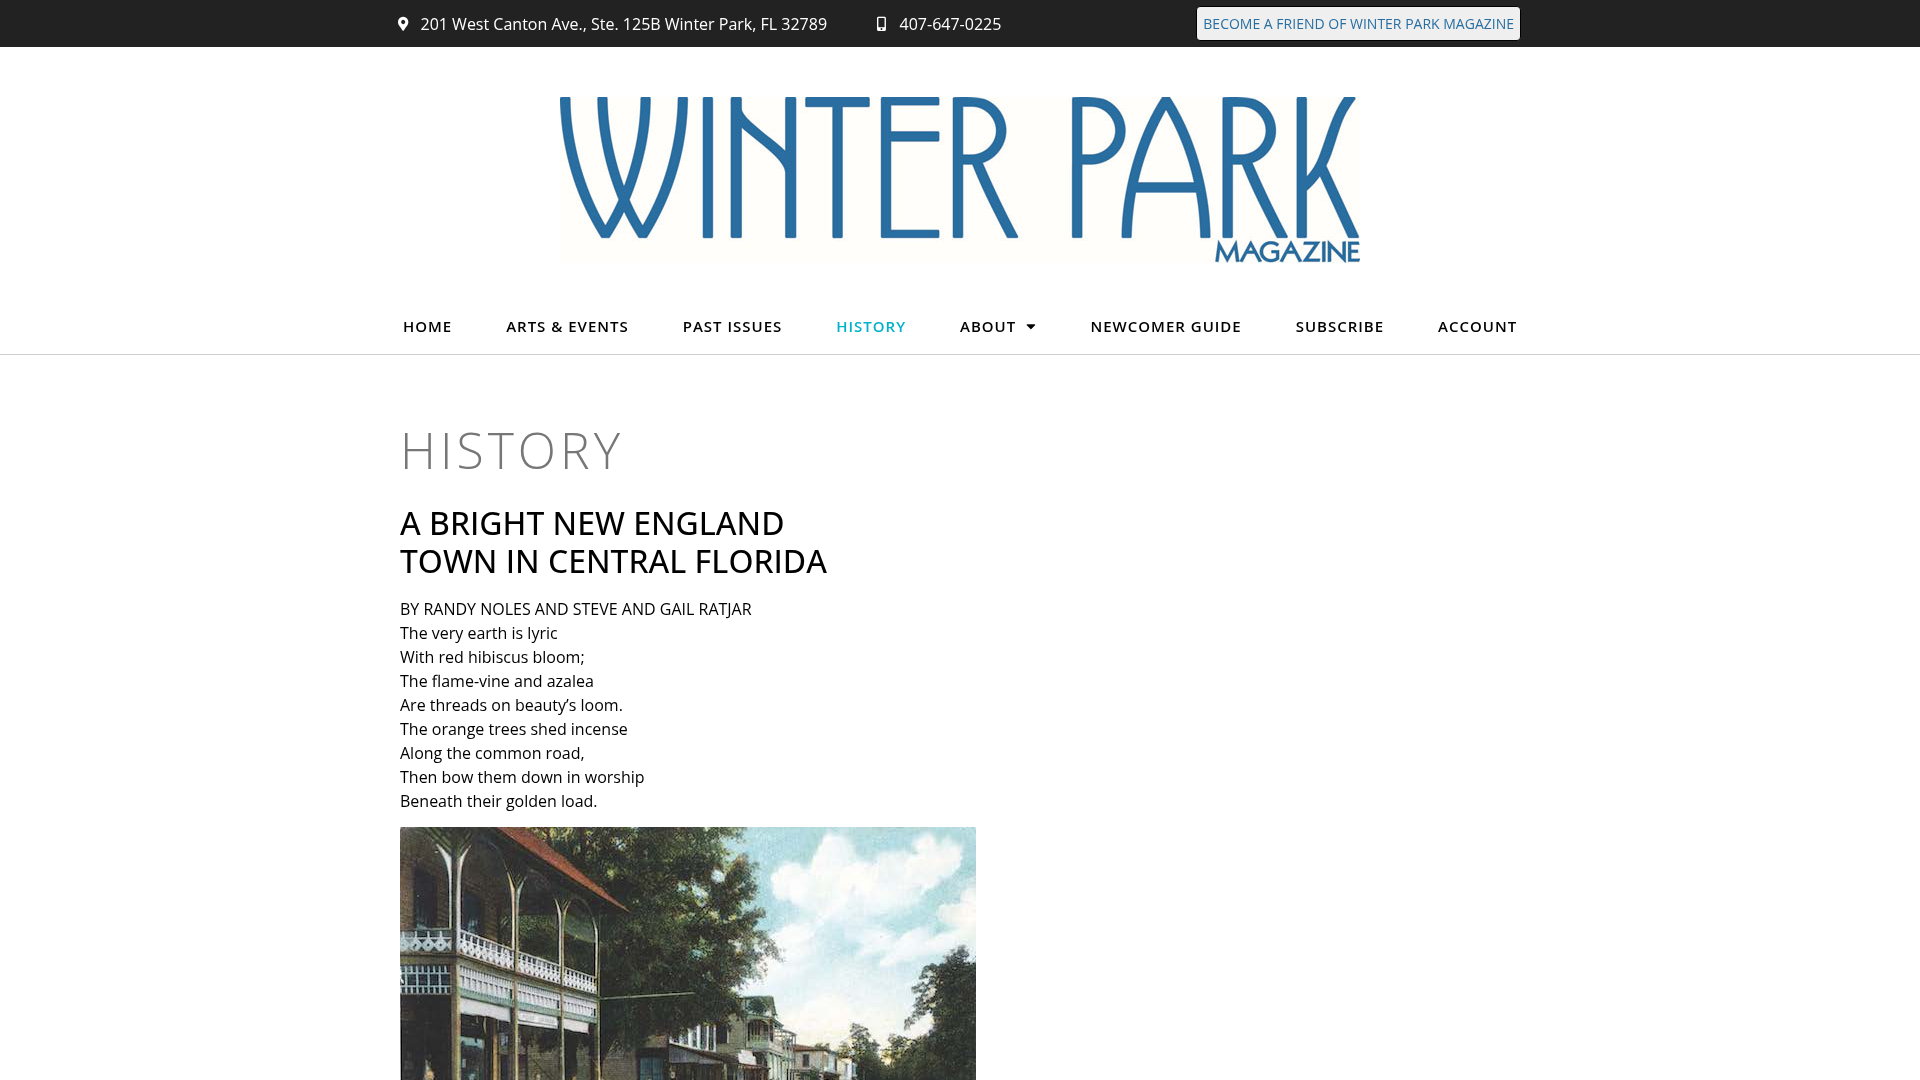 201 West Canton Ave., Ste. 125B Winter Park, FL 32789
407-647-0225
BECOME A FRIEND OF WINTER PARK MAGAZINE
WINTER PARK
MAGAZINE
HOME
ARTS & EVENTS
PAST ISSUES
HISTORY
ABOUT
NEWCOMER GUIDE
SUBSCRIBE
ACCOUNT
HISTORY
A BRIGHT NEW ENGLAND
TOWN IN CENTRAL FLORIDA
BY RANDY NOLES AND STEVE AND GAIL RATJAR
The very earth is lyric
With red hibiscus bloom;
The flame-vine and azalea
Are threads on beauty’s loom.
The orange trees shed incense
Along the common road,
Then bow them down in worship
Beneath their golden load.